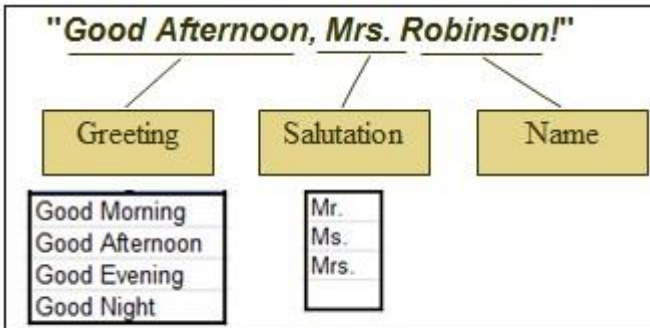 "Good Afternoon, Mrs. Robinson!"
Greeting Salutation Name
Good Morning
Good Afternoon
Good Evening
Good Night
Mr.
Ms.
Mrs.